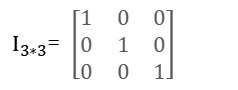 I₃*₃= [1 0 0
0 1 0
0 0 1]